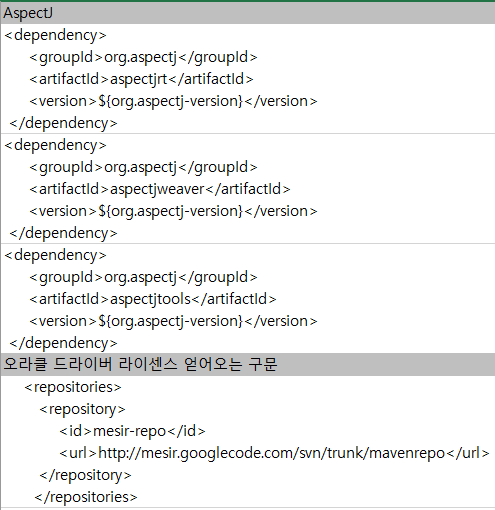 AspectJ
<dependency>
<groupId>org.aspectj</groupId>
<artifactId>aspectjrt</artifactId>
<version>${org.aspectj-version}</version>
</dependency>
<dependency>
<groupId>org.aspectj</groupId>
<artifactId>aspectjweaver</artifactId>
<version>${org.aspectj-version}</version>
</dependency>
<dependency>
<groupId>org.aspectj</groupId>
<artifactId>aspectjtools</artifactId>
<version>${org.aspectj-version}</version>
</dependency>
오라클 드라이버 라이센스 얻어오는 구문
<repositories>
<repository>
<id>mesir-repo</id>
<url>http://mesir.googlecode.com/svn/trunk/mavenrepo</url>
</repository>
</repositories>